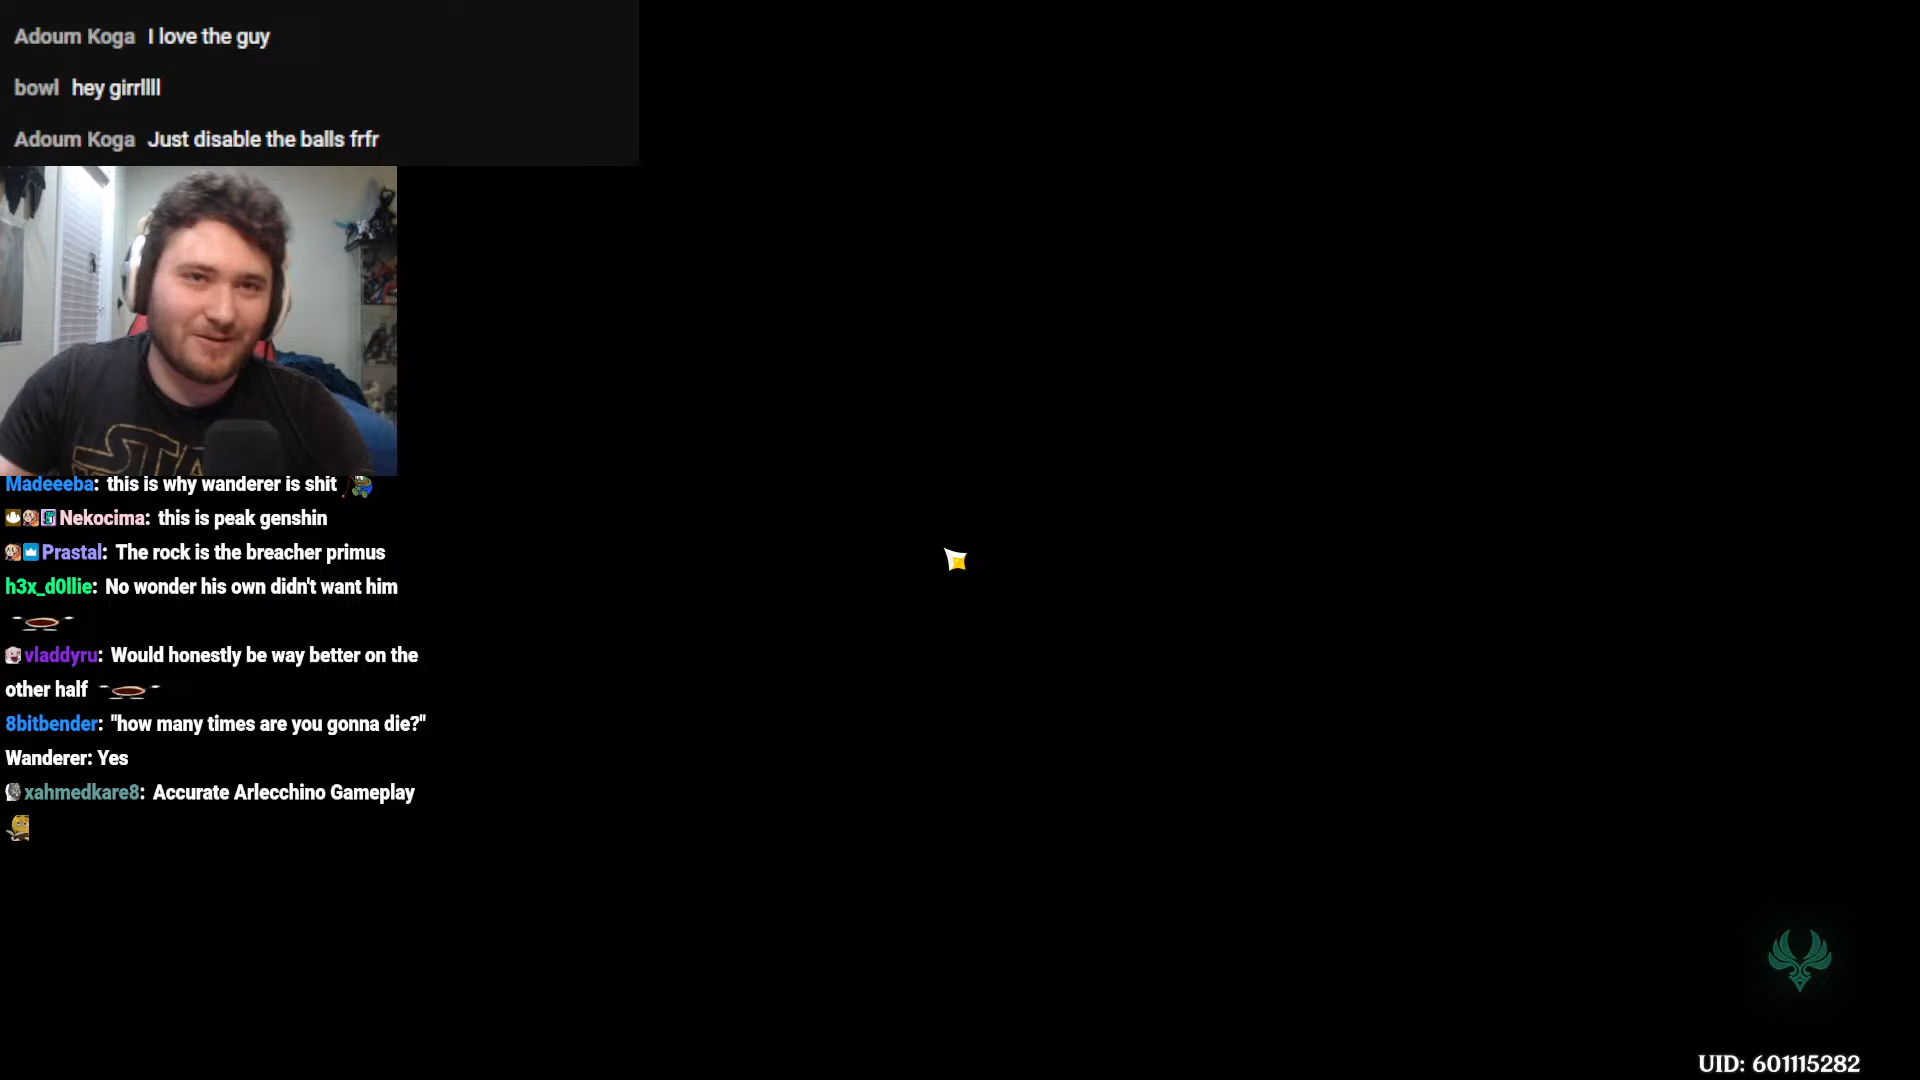 Adoum Koga I love the guy
bowl hey girrllll
Adoum Koga Just disable the balls frfr
STA
Madeeeba: this is why wanderer is shit
Nekocima: this is peak genshin
Prastal: The rock is the breacher primus
h3x_d0llie: No wonder his own didn't want him
vladdyru: Would honestly be way better on the
other half
8bitbender: "how many times are you gonna die?"
Wanderer: Yes
xahmedkare8: Accurate Arlecchino Gameplay
UID: 601115282